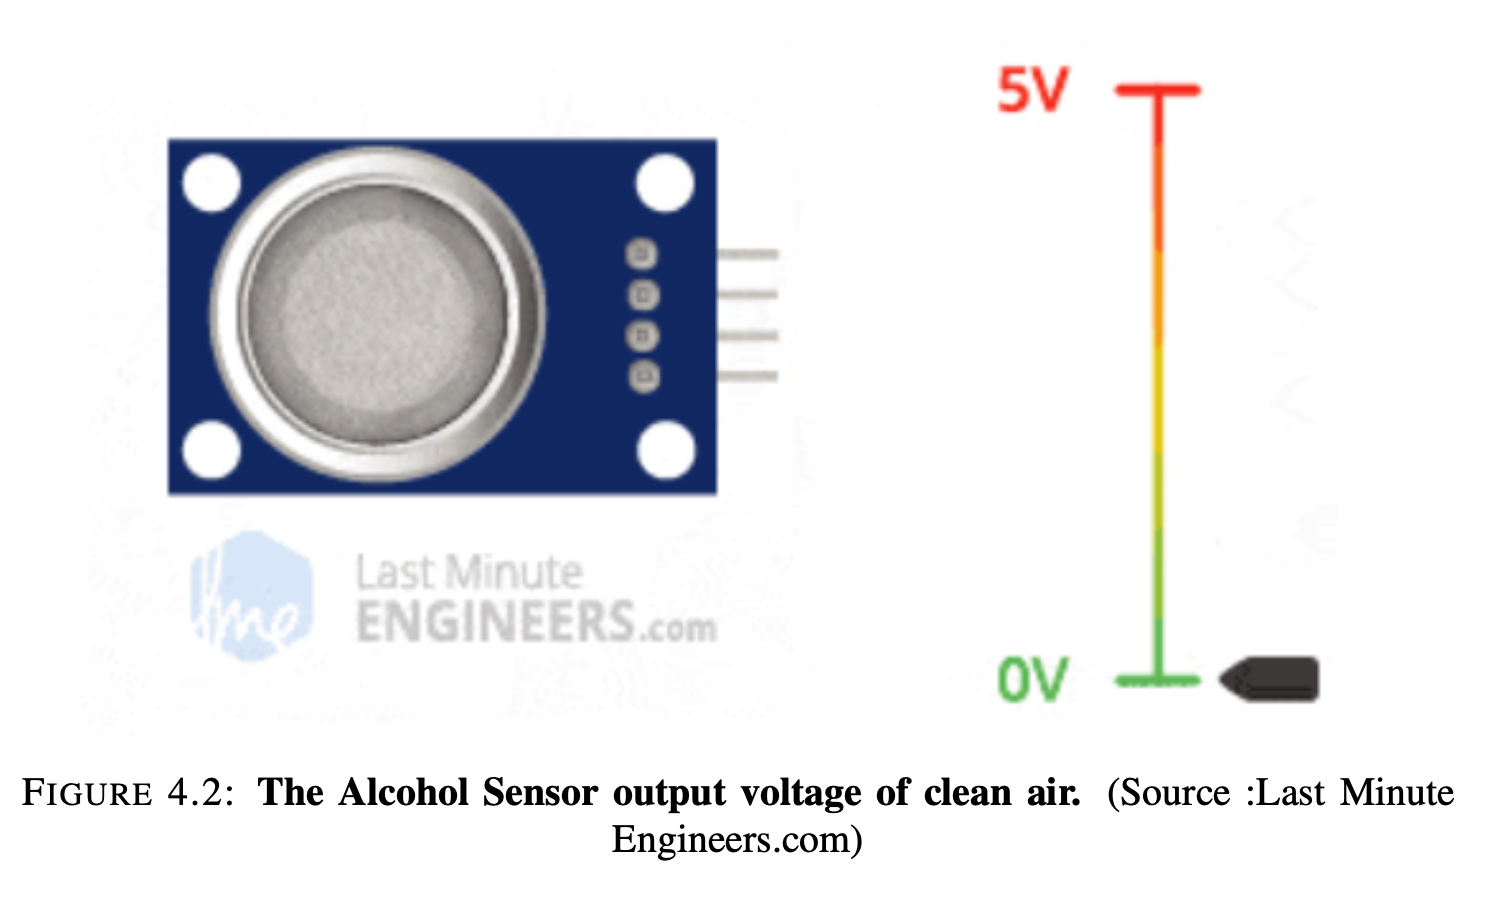 5V
0V
lme
Last Minute
ENGINEERS.com
FIGURE 4.2: The Alcohol Sensor output voltage of clean air. (Source :Last Minute
Engineers.com)